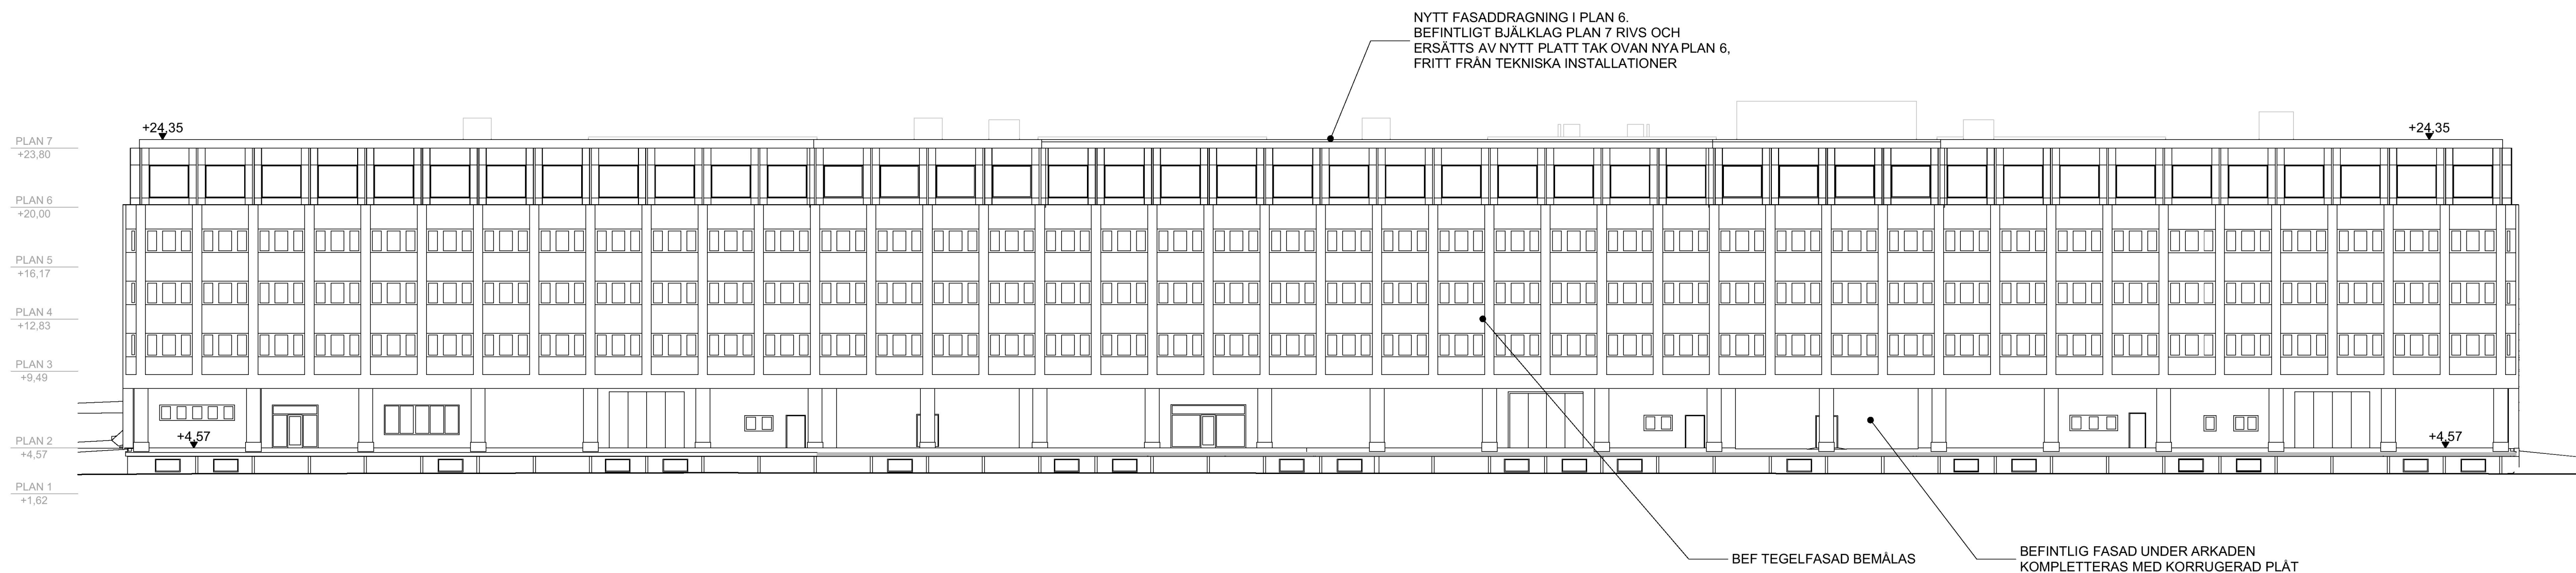 NYTT FASADDRAGNING I PLAN 6.
BEFINTLIGT BJÄLKLAG PLAN 7 RIVS OCH
ERSÄTTS AV NYTT PLATT TAK OVAN NYA PLAN 6,
FRITT FRÅN TEKNISKA INSTALLATIONER
+24,35
+24,35
PLAN 7
+23,80
PLAN 6
+20,00
PLAN 5
+16,17
PLAN 4
+12,83
PLAN 3
+9,49
PLAN 2
+4,57
+4,57
+4,57
PLAN 1
+1,62
BEF TEGELFASAD BEMÅLAS
BEFINTLIG FASAD UNDER ARKADEN
KOMPLETTERAS MED KORRUGERAD PLÅT